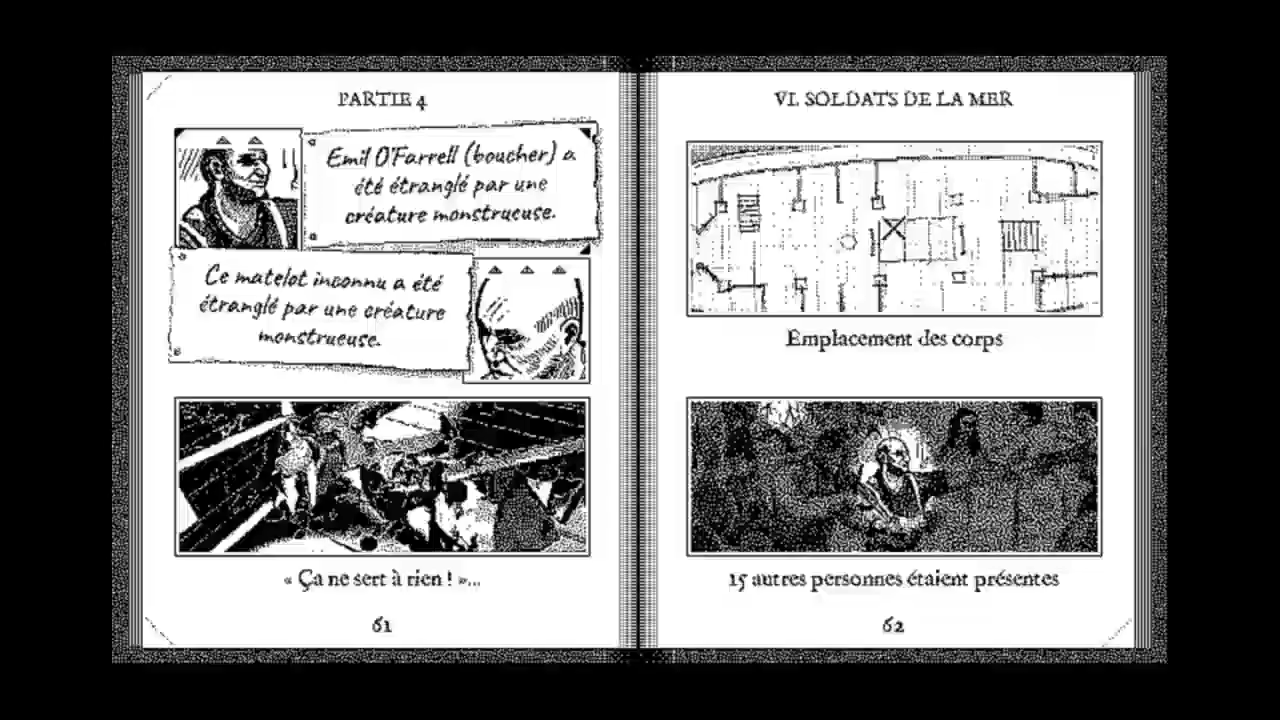 PARTIE 4
Emil O'Farrell (boucher) a
été étranglé par une
créature monstrueuse.
Ce matelot inconnu a été
étranglé par une créature
monstrueuse.
« Ça ne sert à rien ! »...
61
VI. SOLDATS DE LA MER
Emplacement des corps
15 autres personnes étaient présentes
62